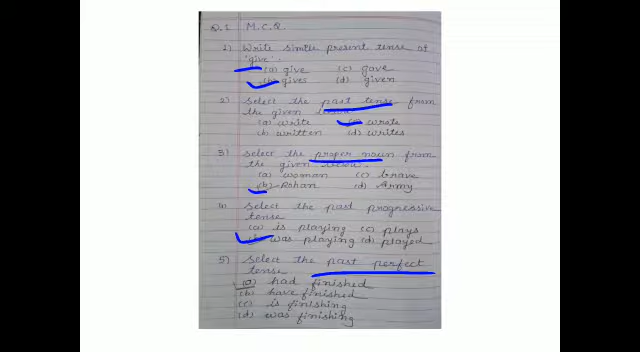 Q.1 M.C.Q.
1) Write simple present tense of
'give'.
(a) give (c) gave
(b) gives (d) given
2) Select the past tense from
the given
(a) write (c) wrote
b) written (d) writes
3) Select the proper noun from
the given below.
(a) woman (c) brave
(b) Rohan (d) Army
4) Select the past progressive
tense
(a) is playing (c) plays
was playing (d) played
5) Select the past perfect
tense
(a) had finished
(b) have finished
(c) is finishing
(d) was finishing